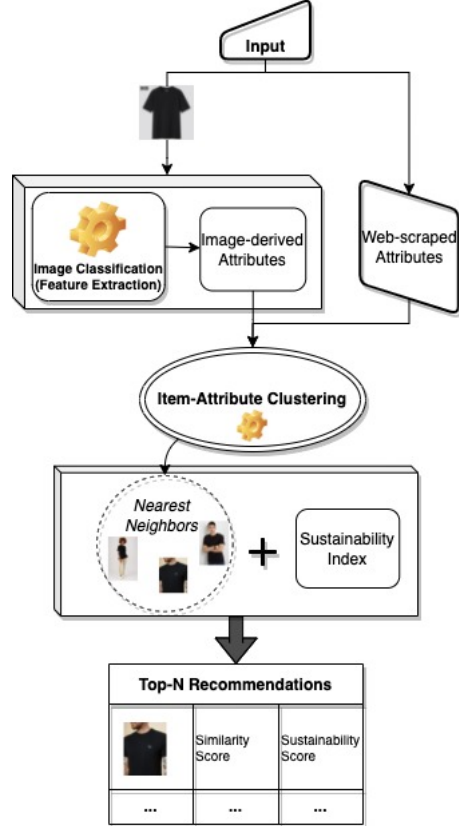 Input
Image Classification
(Feature Extraction)
Image-derived
Attributes
Web-scraped
Attributes
Item-Attribute Clustering
Nearest
Neighbors
+
Sustainability
Index
Top-N Recommendations
Similarity
Score
Sustainability
Score
...
...
...